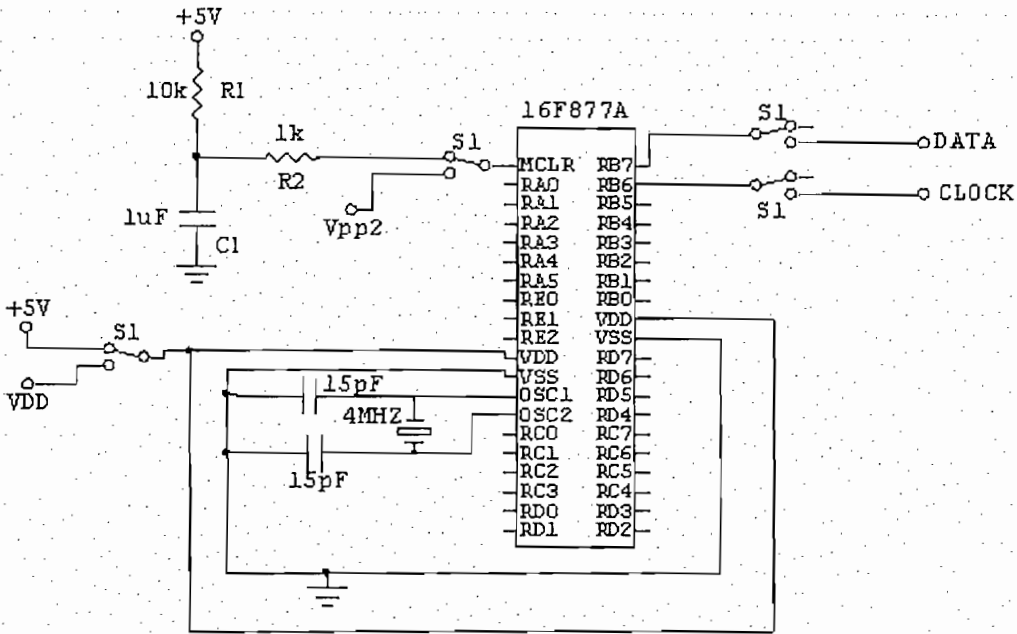 +5V
10k R1
1k
R2
1uF
C1
S1
Vpp2
+5V
S1
VDD
15pF
4MHZ
15pF
16F877A
MCLR RB7
RA0 RB6
RA1 RB5
RA2 RB4
RA3 RB3
RA4 RB2
RA5 RB1
RE0 RB0
RE1 VDD
RE2 VSS
VDD RD7
VSS RD6
OSC1 RD5
OSC2 RD4
RC0 RC7
RC1 RC6
RC2 RC5
RC3 RC4
RD0 RD3
RD1 RD2
S1
DATA
S1
CLOCK